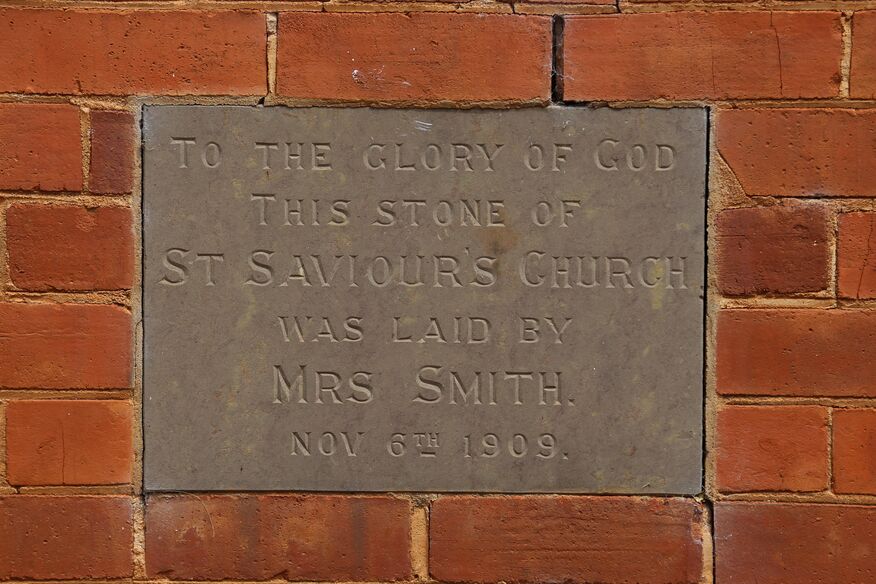 To the Glory of God
This stone of
St Saviour's Church
was laid by
Mrs Smith.
Nov 6th 1909.